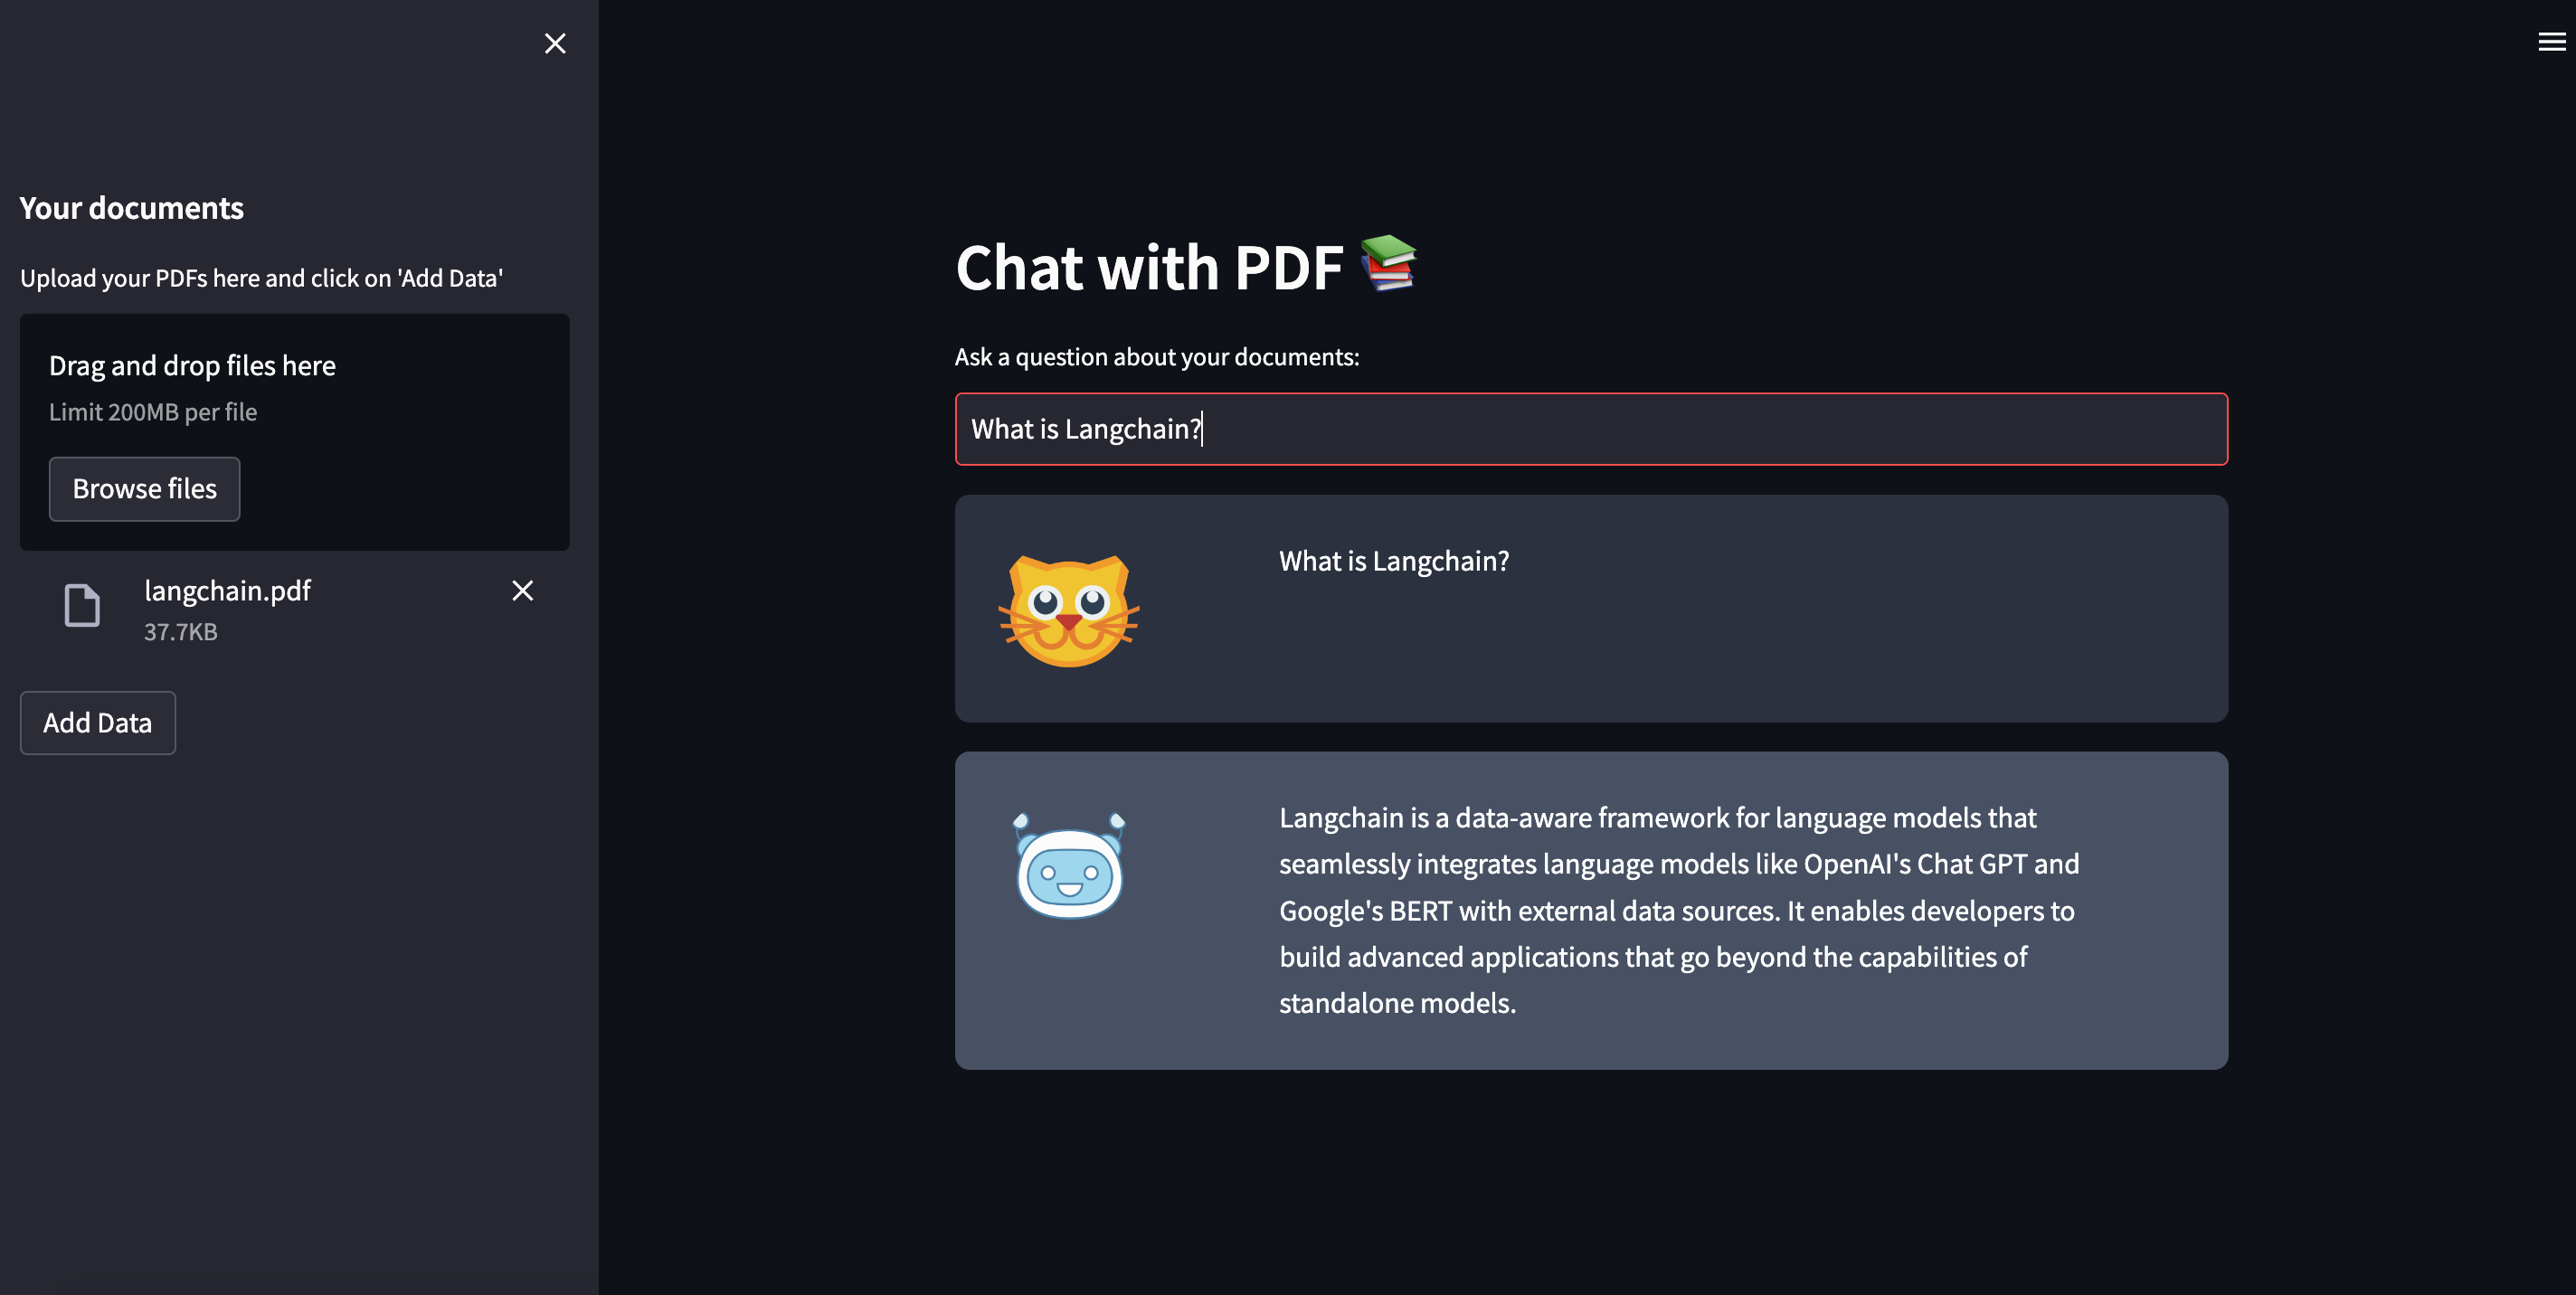 Your documents
Upload your PDFs here and click on 'Add Data'
Drag and drop files here
Limit 200MB per file
Browse files
langchain.pdf
37.7KB
Add Data
Chat with PDF 📚
Ask a question about your documents:
What is Langchain?
What is Langchain?
Langchain is a data-aware framework for language models that
seamlessly integrates language models like OpenAI's Chat GPT and
Google's BERT with external data sources. It enables developers to
build advanced applications that go beyond the capabilities of
standalone models.